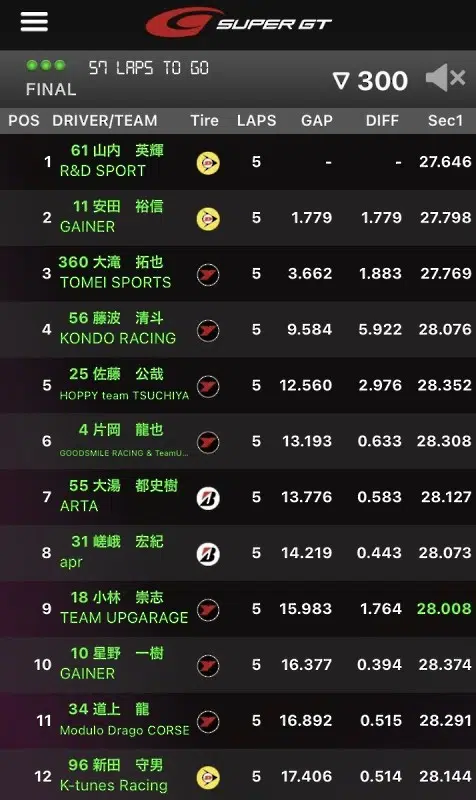 SUPER GT
57 LAPS TO GO
FINAL
▽ 300
POS DRIVER/TEAM Tire LAPS GAP DIFF Sec1
1 61 山内 英輝 5 - - 27.646
R&D SPORT
2 11 安田 裕信 5 1.779 1.779 27.798
GAINER
3 360 大滝 拓也 5 3.662 1.883 27.769
TOMEI SPORTS
4 56 藤波 清斗 5 9.584 5.922 28.076
KONDO RACING
5 25 佐藤 公哉 5 12.560 2.976 28.352
HOPPY team TSUCHIYA
6 4 片岡 龍也 5 13.193 0.633 28.308
GOODSMILE RACING & TeamU...
7 55 大湯 都史樹 5 13.776 0.583 28.127
ARTA
8 31 嵯峨 宏紀 5 14.219 0.443 28.073
apr
9 18 小林 崇志 5 15.983 1.764 28.008
TEAM UPGARAGE
10 10 星野 一樹 5 16.377 0.394 28.374
GAINER
11 34 道上 龍 5 16.892 0.515 28.291
Modulo Drago CORSE
12 96 新田 守男 5 17.406 0.514 28.144
K-tunes Racing